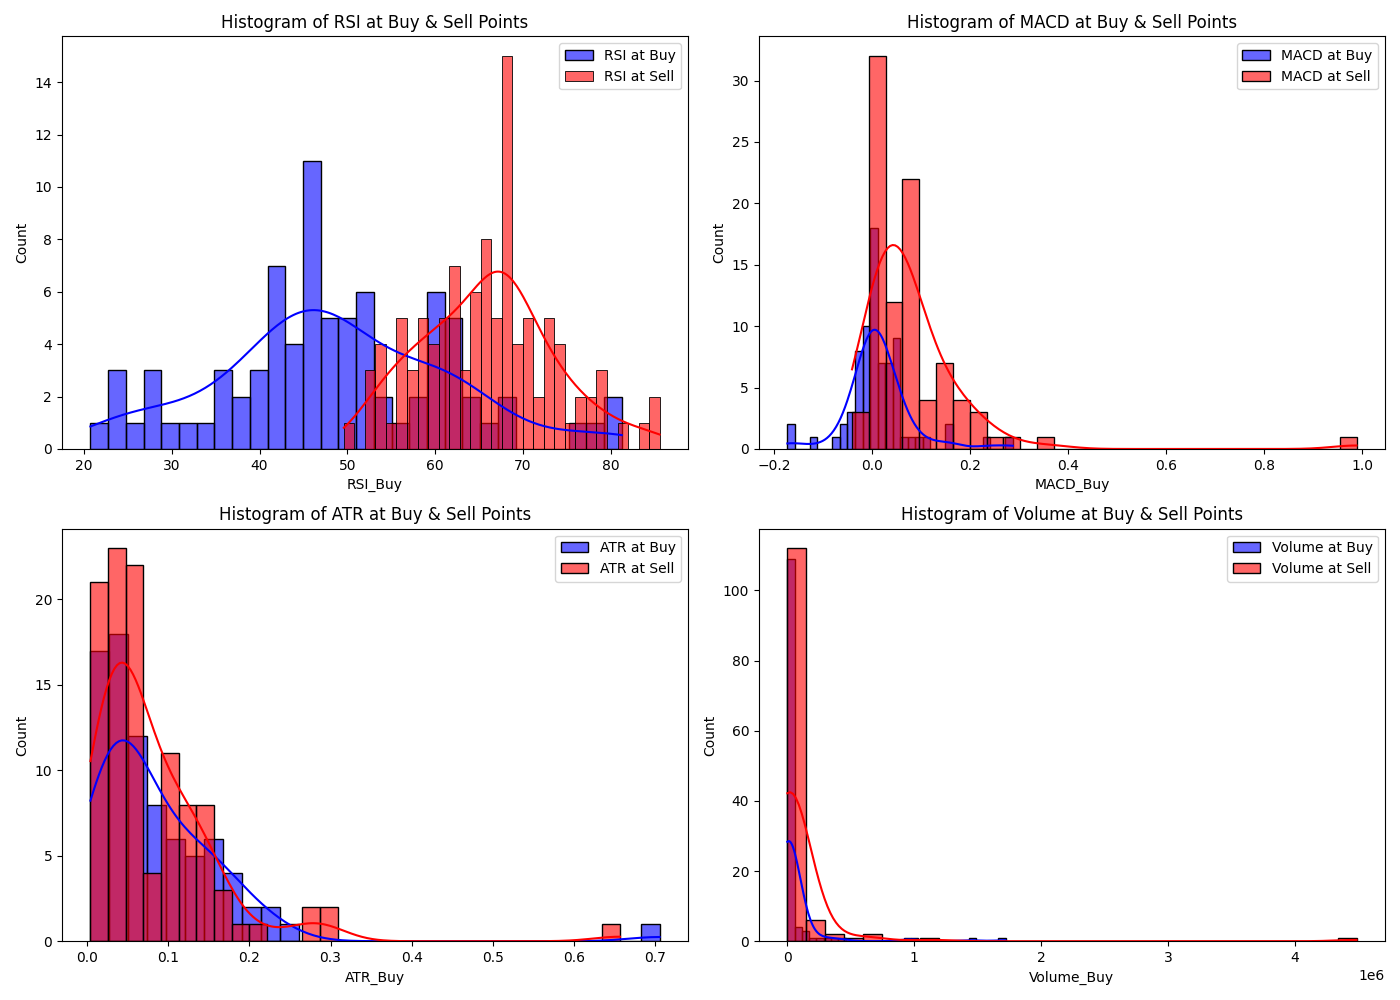 Histogram of RSI at Buy & Sell Points
RSI at Buy
RSI at Sell
14
12
10
8
6
4
2
0
Count
20 30 40 50 60 70 80
RSI_Buy
Histogram of MACD at Buy & Sell Points
MACD at Buy
MACD at Sell
30
25
20
15
10
5
0
Count
−0.2 0.0 0.2 0.4 0.6 0.8 1.0
MACD_Buy
Histogram of ATR at Buy & Sell Points
ATR at Buy
ATR at Sell
20
15
10
5
0
Count
0.0 0.1 0.2 0.3 0.4 0.5 0.6 0.7
ATR_Buy
Histogram of Volume at Buy & Sell Points
Volume at Buy
Volume at Sell
100
80
60
40
20
0
Count
0 1 2 3 4
1e6
Volume_Buy